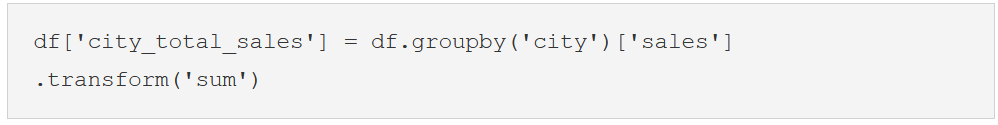 df['city_total_sales'] = df.groupby('city')['sales']
.transform('sum')